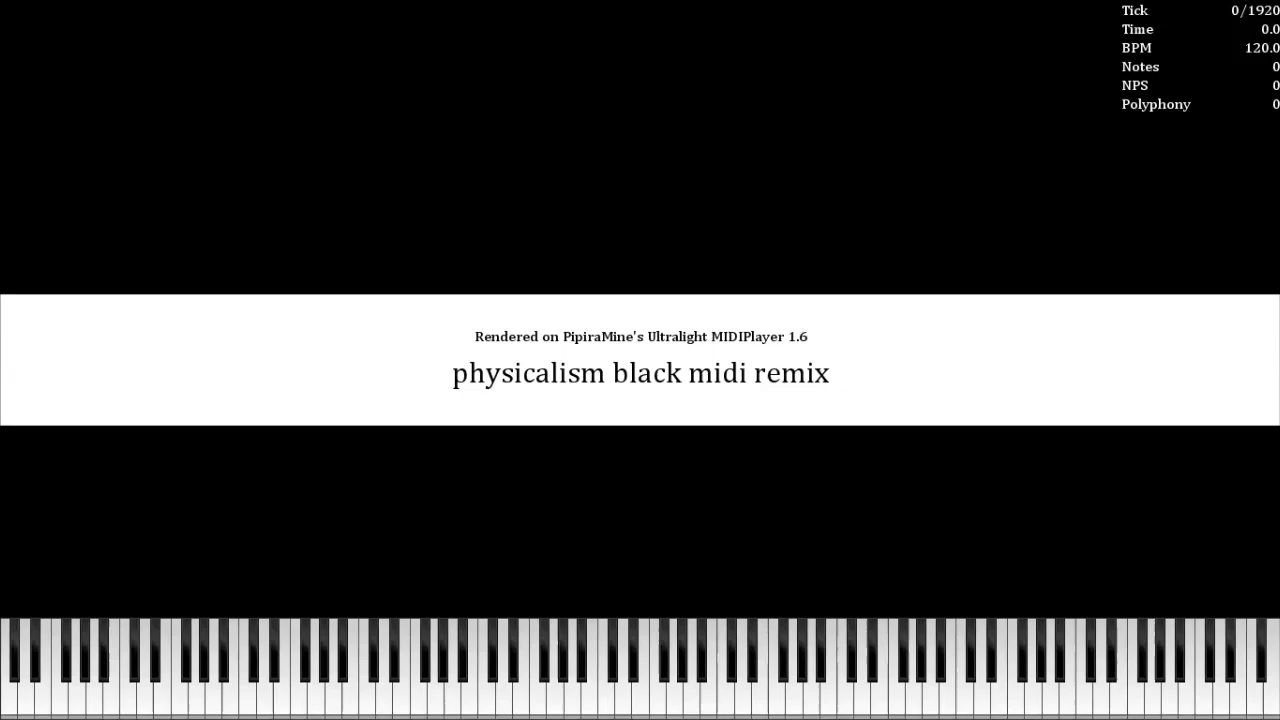 Tick 0/1920
Time 0.0
BPM 120.0
Notes 0
NPS 0
Polyphony 0
Rendered on PipiraMine's Ultralight MIDIPlayer 1.6
physicalism black midi remix